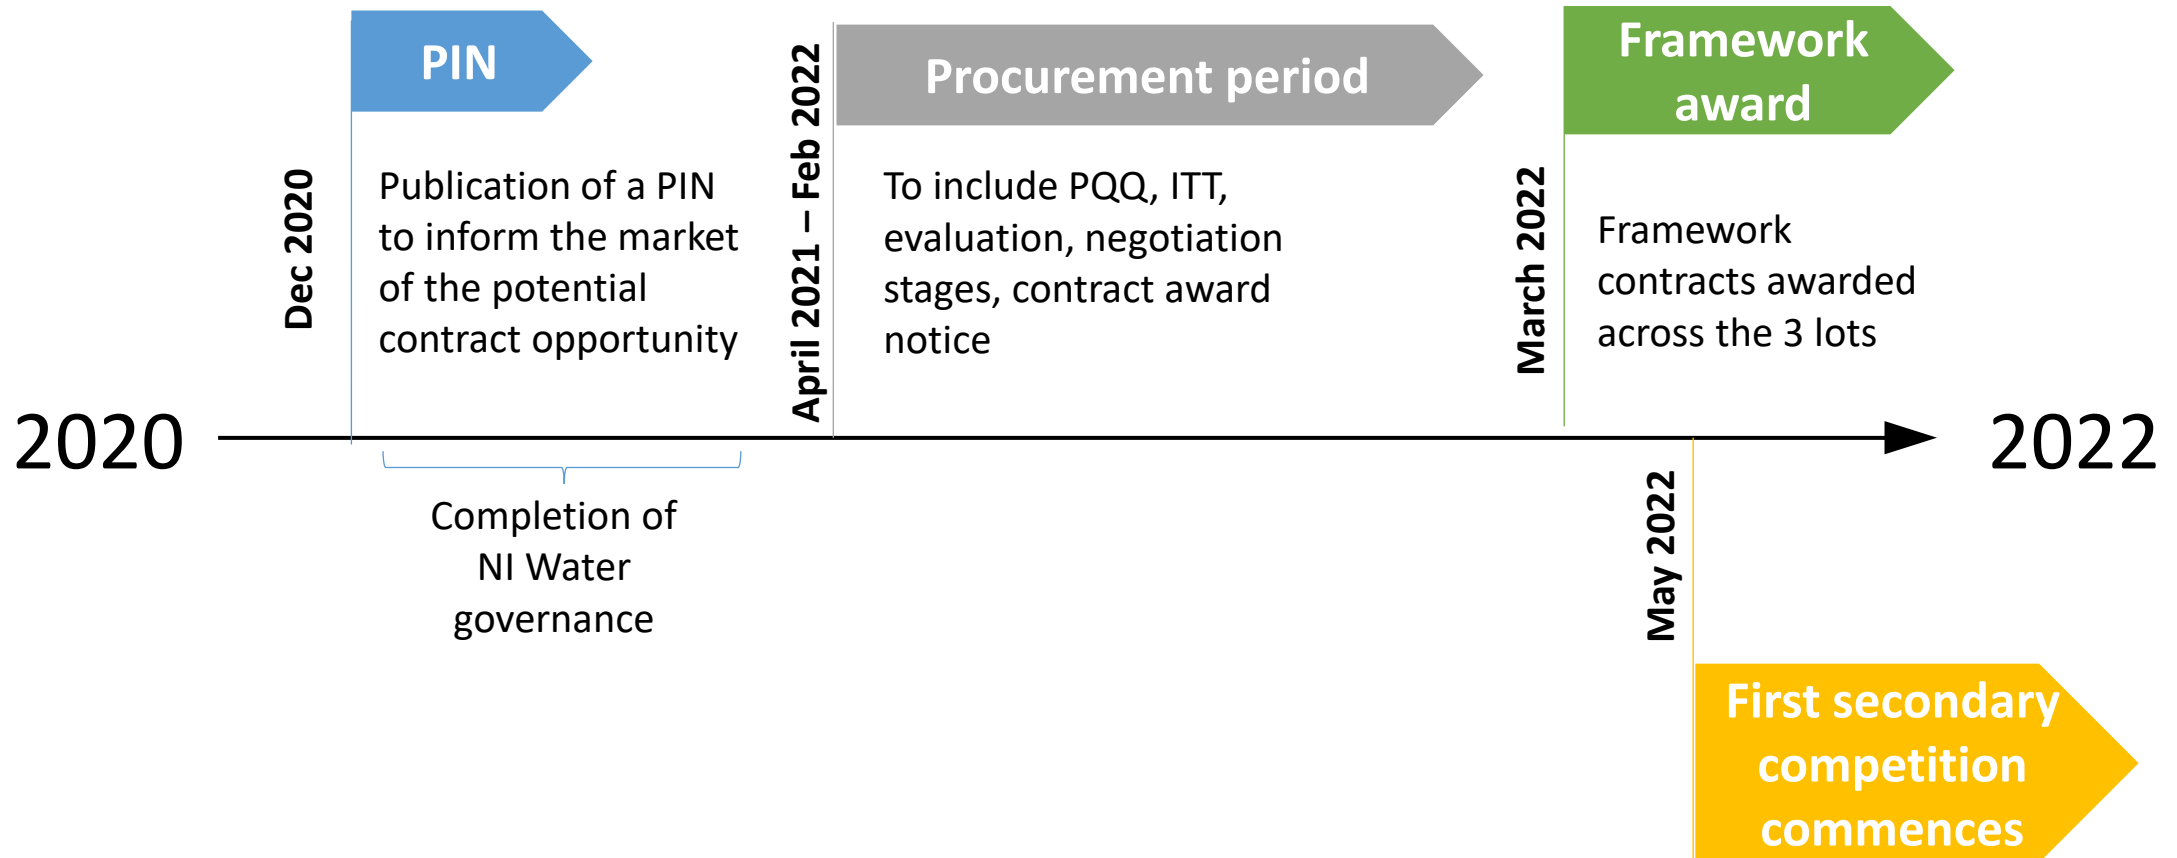 PIN
Dec 2020
Publication of a PIN
to inform the market
of the potential
contract opportunity
April 2021 – Feb 2022
Procurement period
To include PQQ, ITT,
evaluation, negotiation
stages, contract award
notice
Framework
award
March 2022
Framework
contracts awarded
across the 3 lots
2020
2022
Completion of
NI Water
governance
May 2022
First secondary
competition
commences